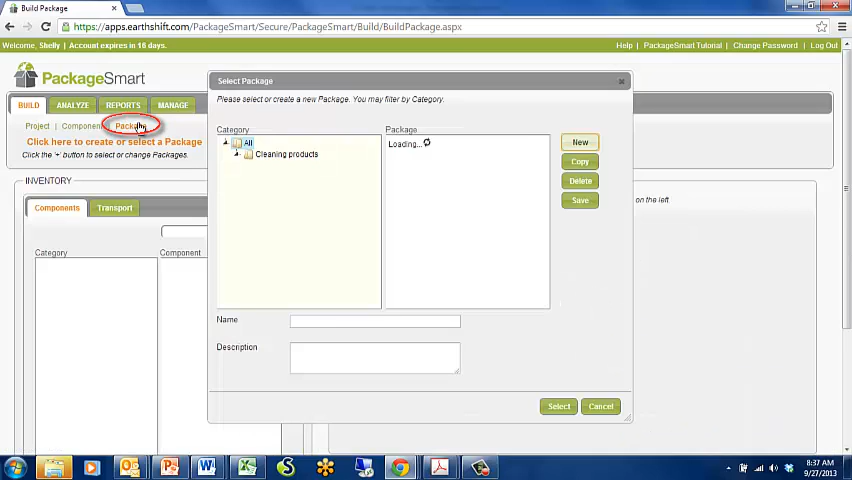 Build Package
https://apps.earthshift.com/PackageSmart/Secure/PackageSmart/Build/BuildPackage.aspx
Welcome, Shelly | Account expires in 16 days.
Help | PackageSmart Tutorial | Change Password | Log Out
PackageSmart
BUILD
ANALYZE
REPORTS
MANAGE
Project | Component
Click here to create or select a Package
Click the '+' button to select or change Packages.
INVENTORY
Components
Transport
Category
Component
on the left
Select Package
Please select or create a new Package. You may filter by Category.
Category
Package
All
Cleaning products
Loading...
New
Copy
Delete
Save
Name
Description
Select
Cancel
8:37 AM
9/27/2013